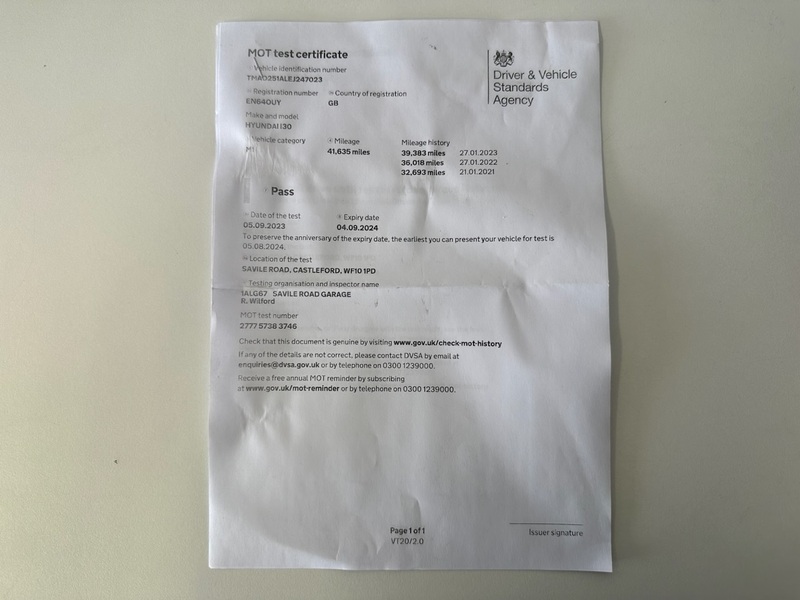 MOT test certificate
Driver & Vehicle
Standards
Agency
Vehicle identification number
TMAD251ALEJ247023
Registration number Country of registration
EN64OUY GB
Make and model
HYUNDAI I30
Vehicle category Mileage Mileage history
M1 41,635 miles 39,383 miles 27.01.2023
36,018 miles 27.01.2022
32,693 miles 21.01.2021
Pass
Date of the test Expiry date
05.09.2023 04.09.2024
To preserve the anniversary of the expiry date, the earliest you can present your vehicle for test is
05.08.2024.
Location of the test
SAVILE ROAD, CASTLEFORD, WF10 1PD
Testing organisation and inspector name
1ALG67 SAVILE ROAD GARAGE
R. Wilford
MOT test number
2777 5738 3746
Check that this document is genuine by visiting www.gov.uk/check-mot-history
If any of the details are not correct, please contact DVSA by email at
enquiries@dvsa.gov.uk or by telephone on 0300 1239000.
Receive a free annual MOT reminder by subscribing
at www.gov.uk/mot-reminder or by telephone on 0300 1239000.
Page 1 of 1
VT20/2.0
Issuer signature